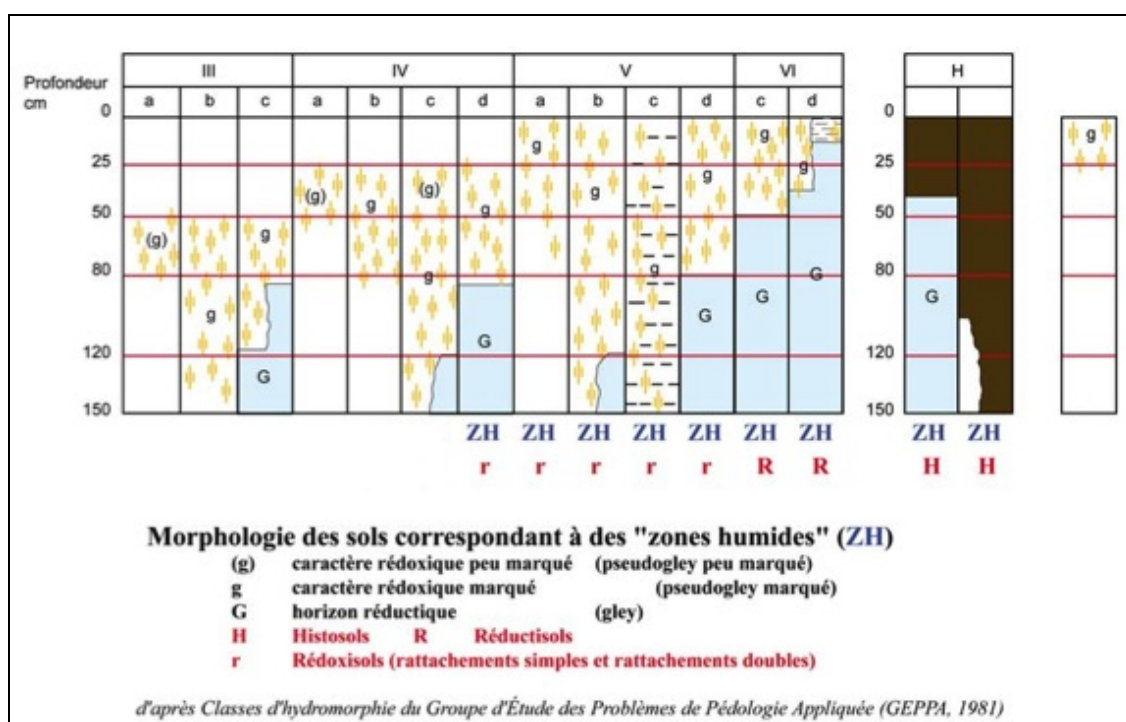 III IV V VI H
Profondeur
cm
a b c a b c d a b c d c d
0 0
25 25
50 50
80 80
120 120
150 150
(g) g g g G
(g) g (g) g g G
g g g g G
g G g G
G
ZH ZH ZH ZH ZH ZH ZH ZH ZH
r r r r r R R H H
g
Morphologie des sols correspondant à des "zones humides" (ZH)
(g) caractère rédoxique peu marqué (pseudogley peu marqué)
g caractère rédoxique marqué (pseudogley marqué)
G horizon réductique (gley)
H Histosols R Réductisols
r Rédoxisols (rattachements simples et rattachements doubles)
d'après Classes d'hydromorphie du Groupe d'Étude des Problèmes de Pédologie Appliquée (GEPPA, 1981)